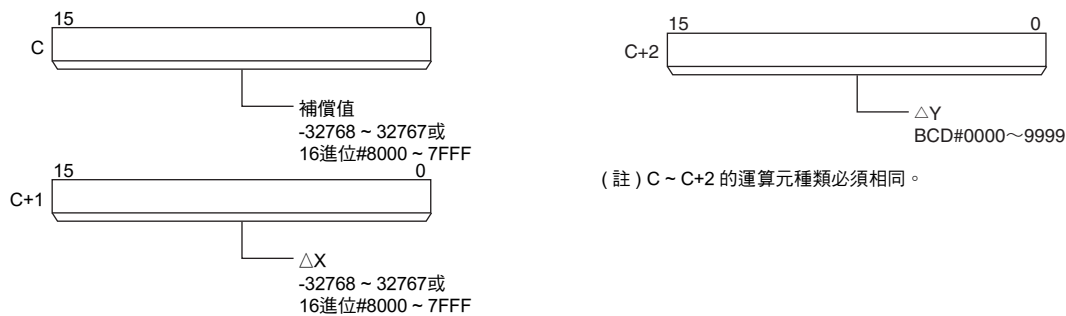 15 0
C
補償值
-32768 ~ 32767或
16進位#8000 ~ 7FFF
15 0
C+1
△X
-32768 ~ 32767或
16進位#8000 ~ 7FFF
15 0
C+2
△Y
BCD#0000～9999
( 註 ) C ~ C+2 的運算元種類必須相同。